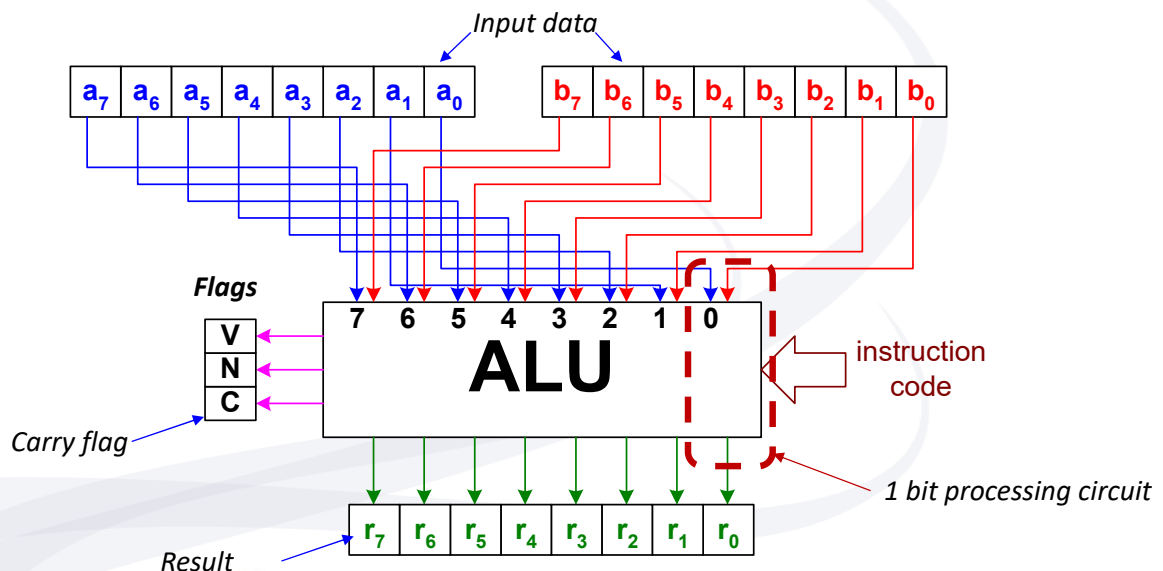 Input data
a7 a6 a5 a4 a3 a2 a1 a0
b7 b6 b5 b4 b3 b2 b1 b0
Flags
7 6 5 4 3 2 1 0
V
N
C
ALU
instruction
code
Carry flag
1 bit processing circuit
r7 r6 r5 r4 r3 r2 r1 r0
Result